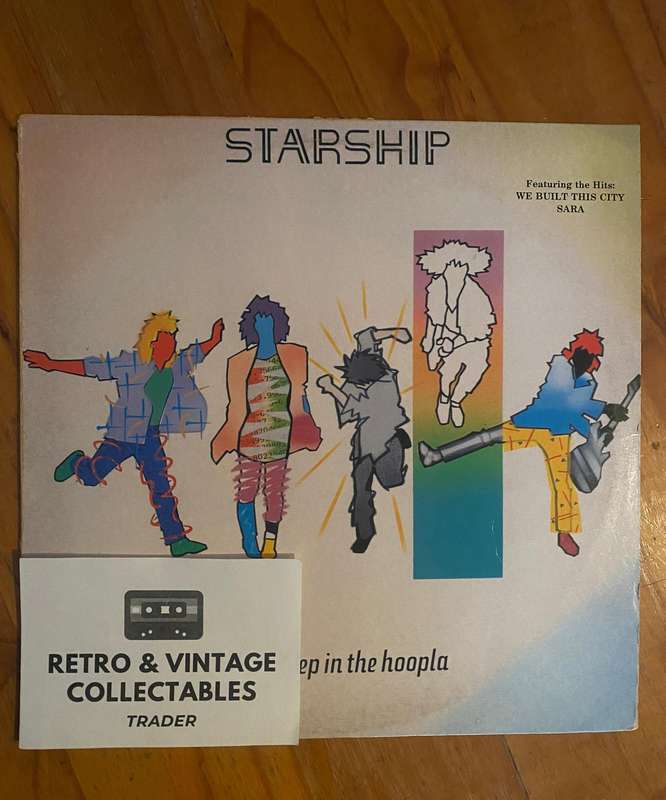 STARSHIP
Featuring the Hits:
WE BUILT THIS CITY
SARA
ep in the hoopla
RETRO & VINTAGE
COLLECTABLES
TRADER